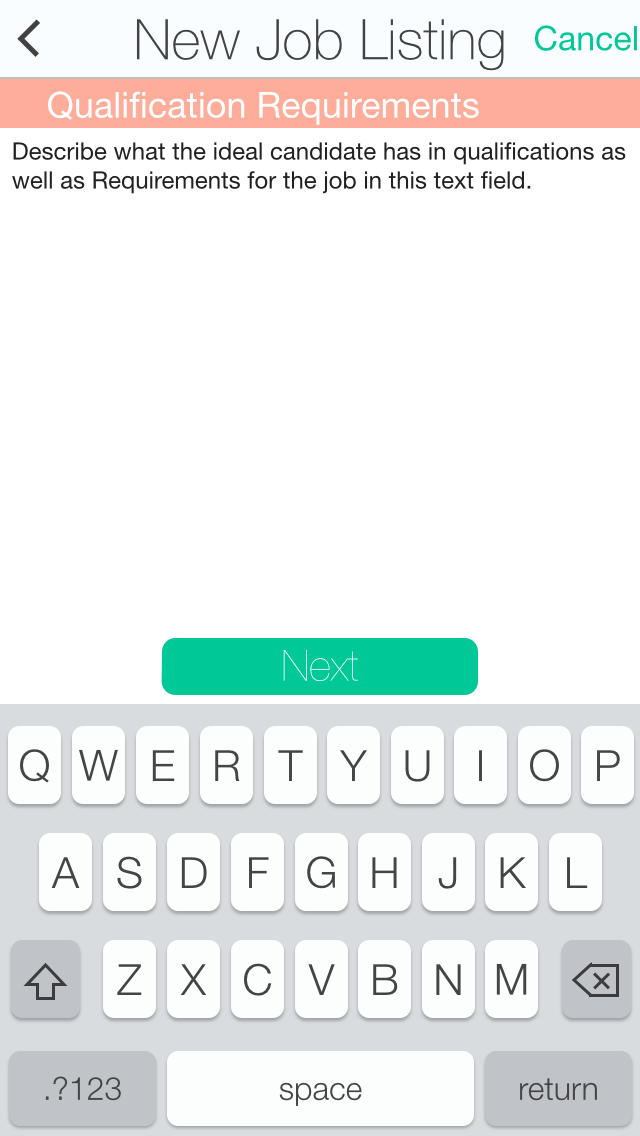 New Job Listing Cancel
Qualification Requirements
Describe what the ideal candidate has in qualifications as
well as Requirements for the job in this text field.
Next
Q W E R T Y U I O P
A S D F G H J K L
Z X C V B N M
.?123 space return